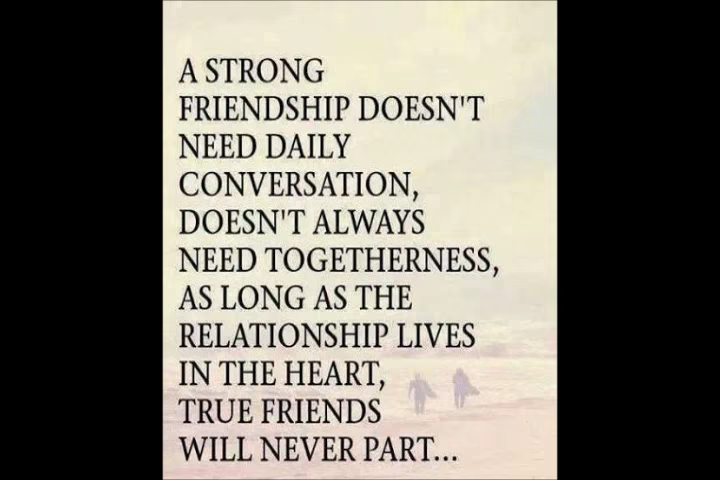 A STRONG
FRIENDSHIP DOESN'T
NEED DAILY
CONVERSATION,
DOESN'T ALWAYS
NEED TOGETHERNESS,
AS LONG AS THE
RELATIONSHIP LIVES
IN THE HEART,
TRUE FRIENDS
WILL NEVER PART...